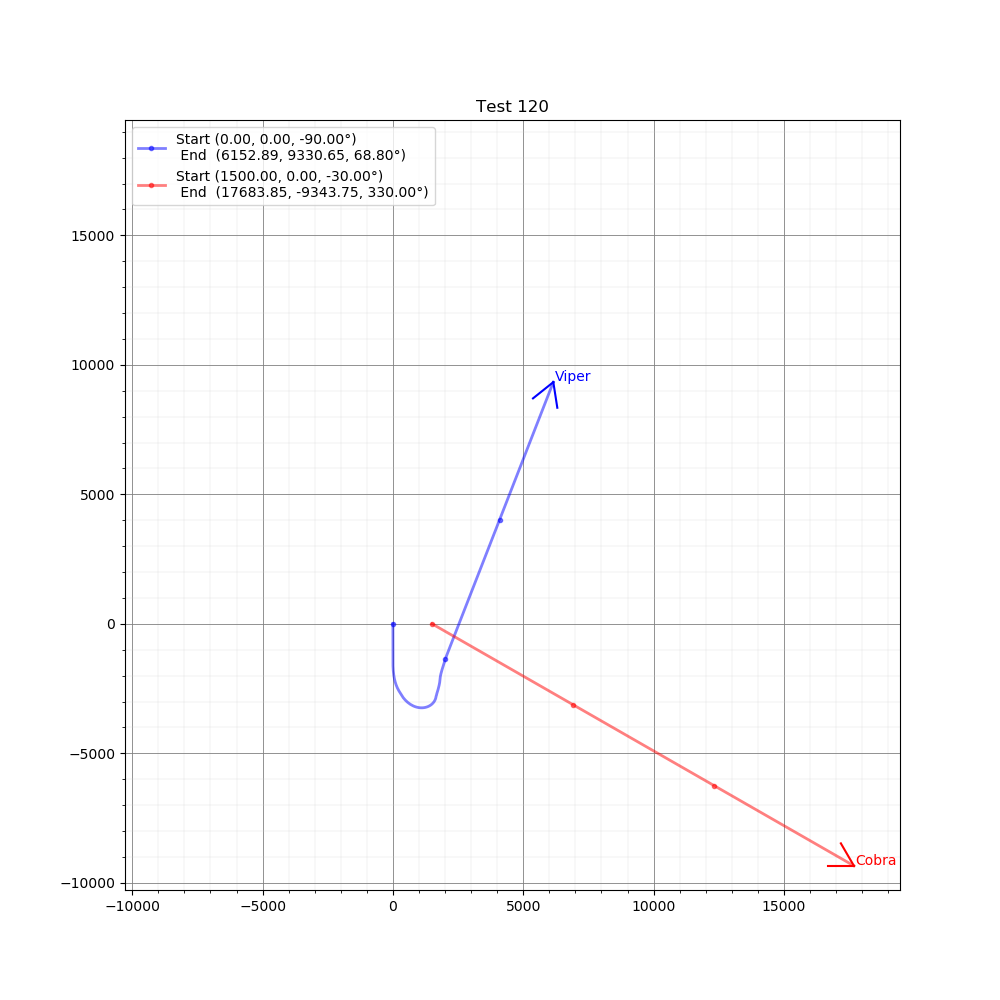 Test 120
Start (0.00, 0.00, -90.00°)
End  (6152.89, 9330.65, 68.80°)
Start (1500.00, 0.00, -30.00°)
End  (17683.85, -9343.75, 330.00°)
15000
10000
Viper
5000
0
−5000
Cobra
−10000
−10000 −5000 0 5000 10000 15000